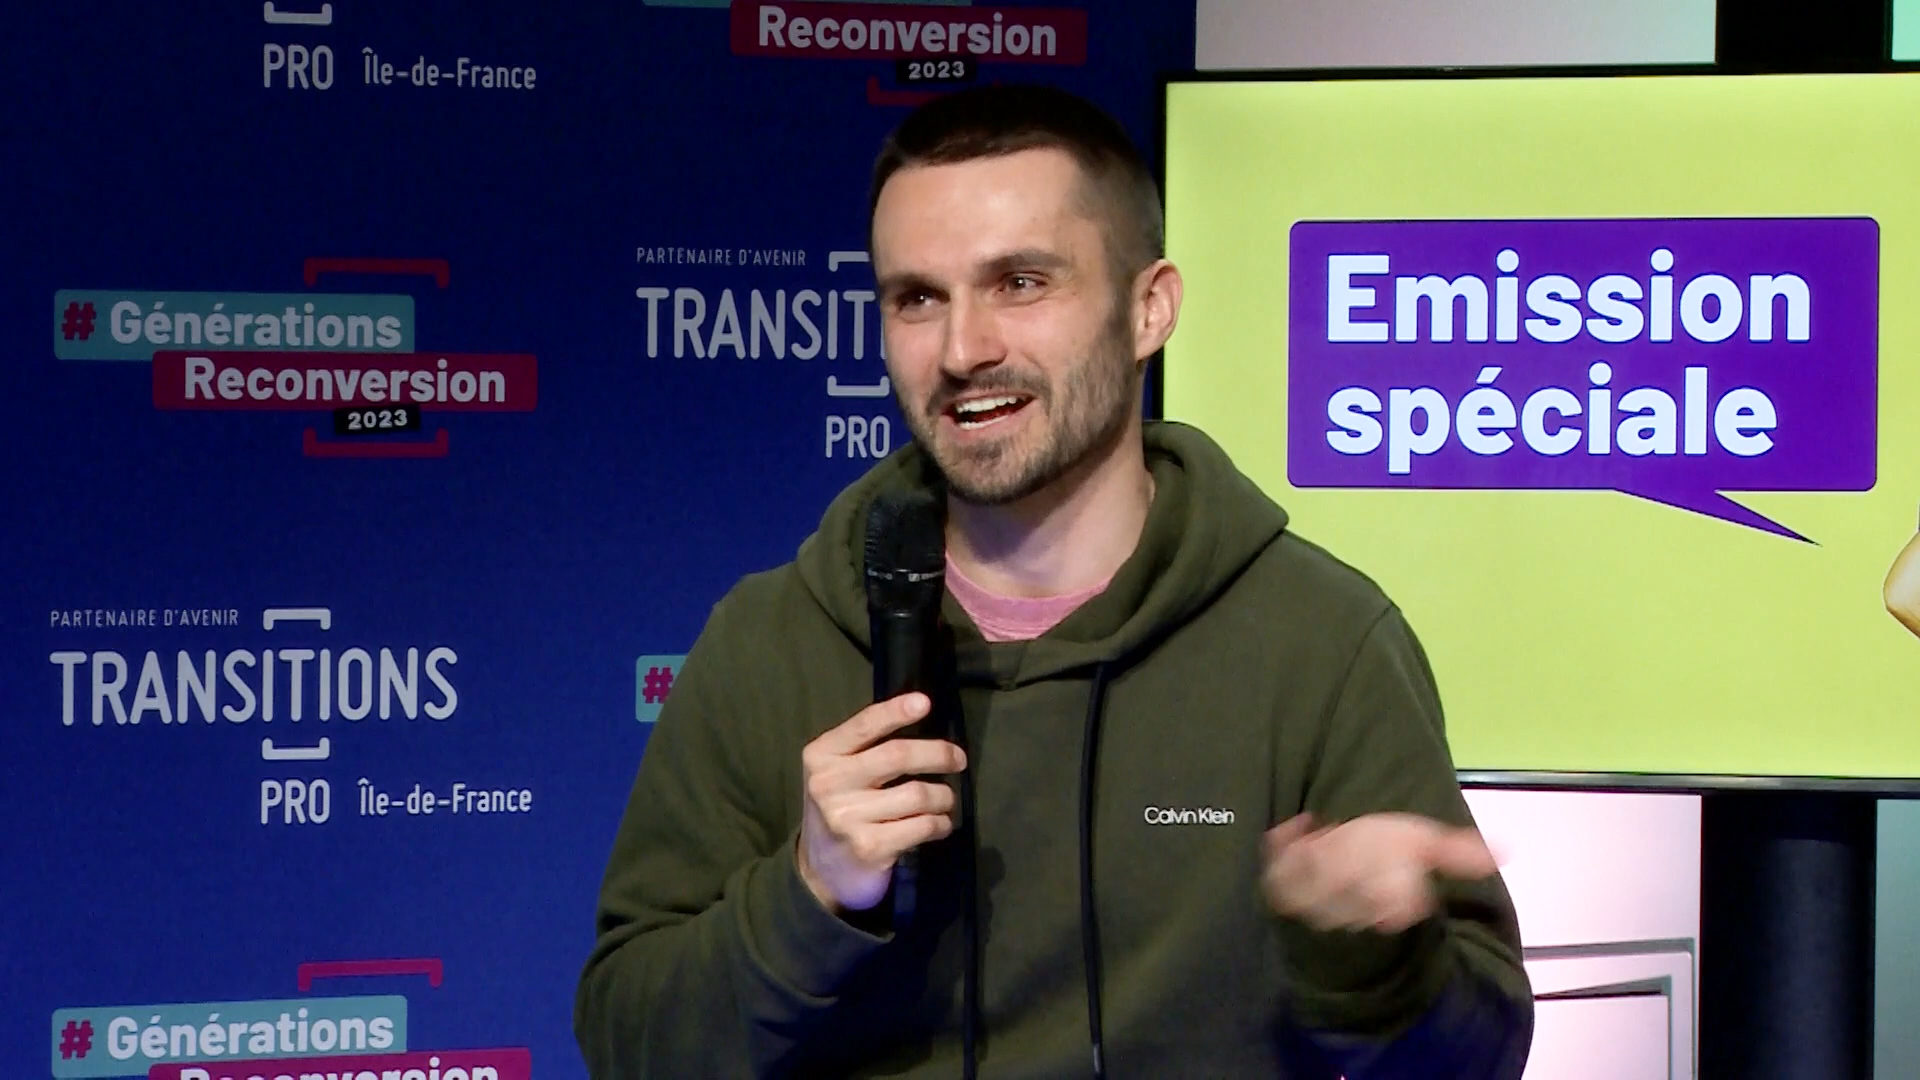 PRO Île-de-France
Reconversion
2023
# Générations
Reconversion
2023
PARTENAIRE D'AVENIR
TRANSIT
PRO
PARTENAIRE D'AVENIR
TRANSITIONS
PRO Île-de-France
#
# Générations
Reconversion
Emission
spéciale
Calvin Klein